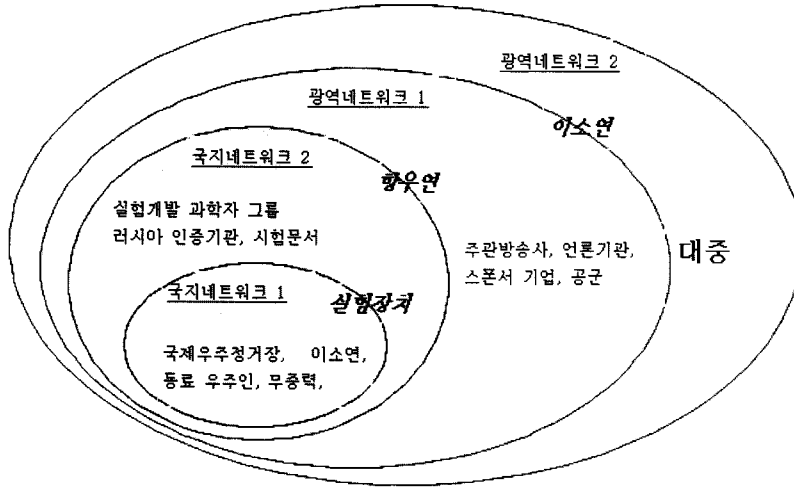 광역네트워크 2
광역네트워크 1
이소연
국지네트워크 2
항우연
실험개발 과학자 그룹
러시아 인증기관, 시험문서
주관방송사, 언론기관,
스폰서 기업, 공군
대중
국지네트워크 1
실험장치
국제우주정거장, 이소연,
동료 우주인, 무중력,